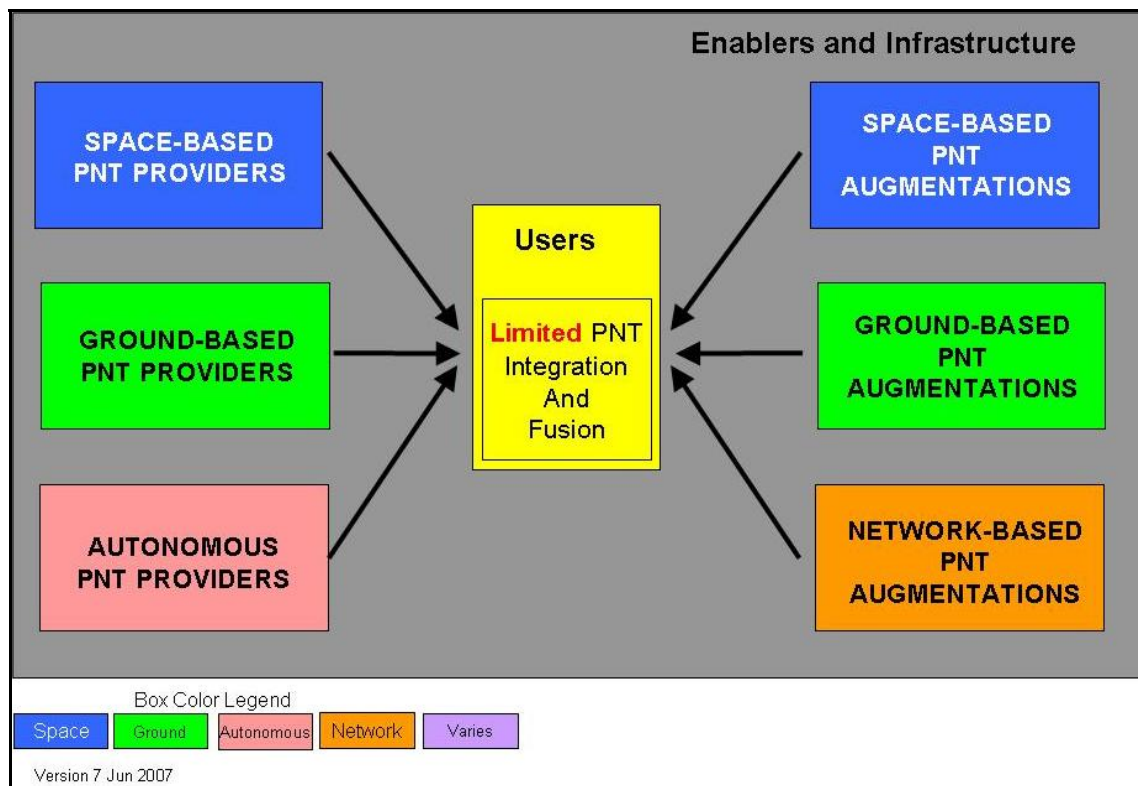 Enablers and Infrastructure
SPACE-BASED
PNT PROVIDERS
GROUND-BASED
PNT PROVIDERS
AUTONOMOUS
PNT PROVIDERS
Users
Limited PNT
Integration
And
Fusion
SPACE-BASED
PNT
AUGMENTATIONS
GROUND-BASED
PNT
AUGMENTATIONS
NETWORK-BASED
PNT
AUGMENTATIONS
Box Color Legend
Space Ground Autonomous Network Varies
Version 7 Jun 2007